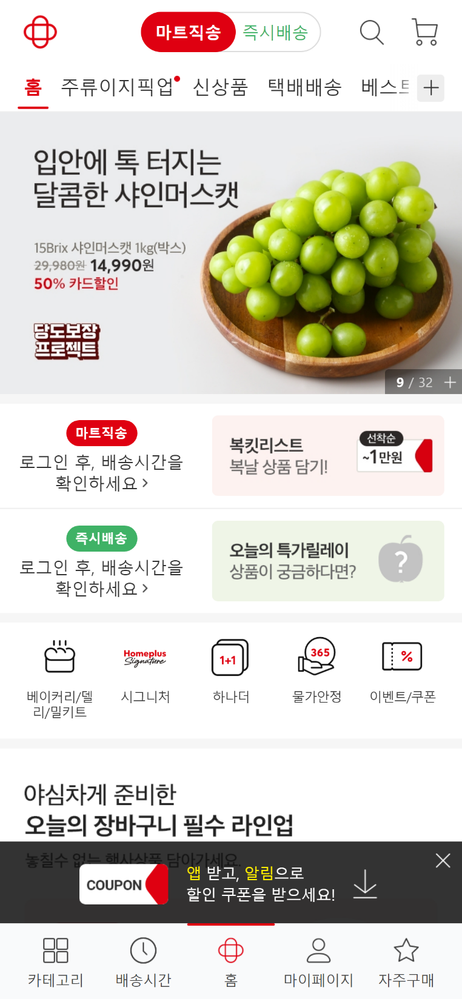 마트직송 즉시배송
홈 주류이지픽업 신상품 택배배송 베스트
입안에 톡 터지는
달콤한 샤인머스캣
15Brix 샤인머스캣 1kg(박스)
29,980원 14,990원
50% 카드할인
당도보장
프로젝트
9 / 32 +
마트직송
로그인 후, 배송시간을
확인하세요 >
복킷리스트
복날 상품 담기!
선착순
~1만원
즉시배송
로그인 후, 배송시간을
확인하세요 >
오늘의 특가릴레이
상품이 궁금하다면?
?
Homeplus
Signature
1+1
365
%
베이커리/델
리/밀키트
시그니처
하나더
물가안정
이벤트/쿠폰
야심차게 준비한
오늘의 장바구니 필수 라인업
놓칠수 없는 행사상품 담아가세요.
COUPON
앱 받고, 알림으로
할인 쿠폰을 받으세요!
카테고리 배송시간 홈 마이페이지 자주구매